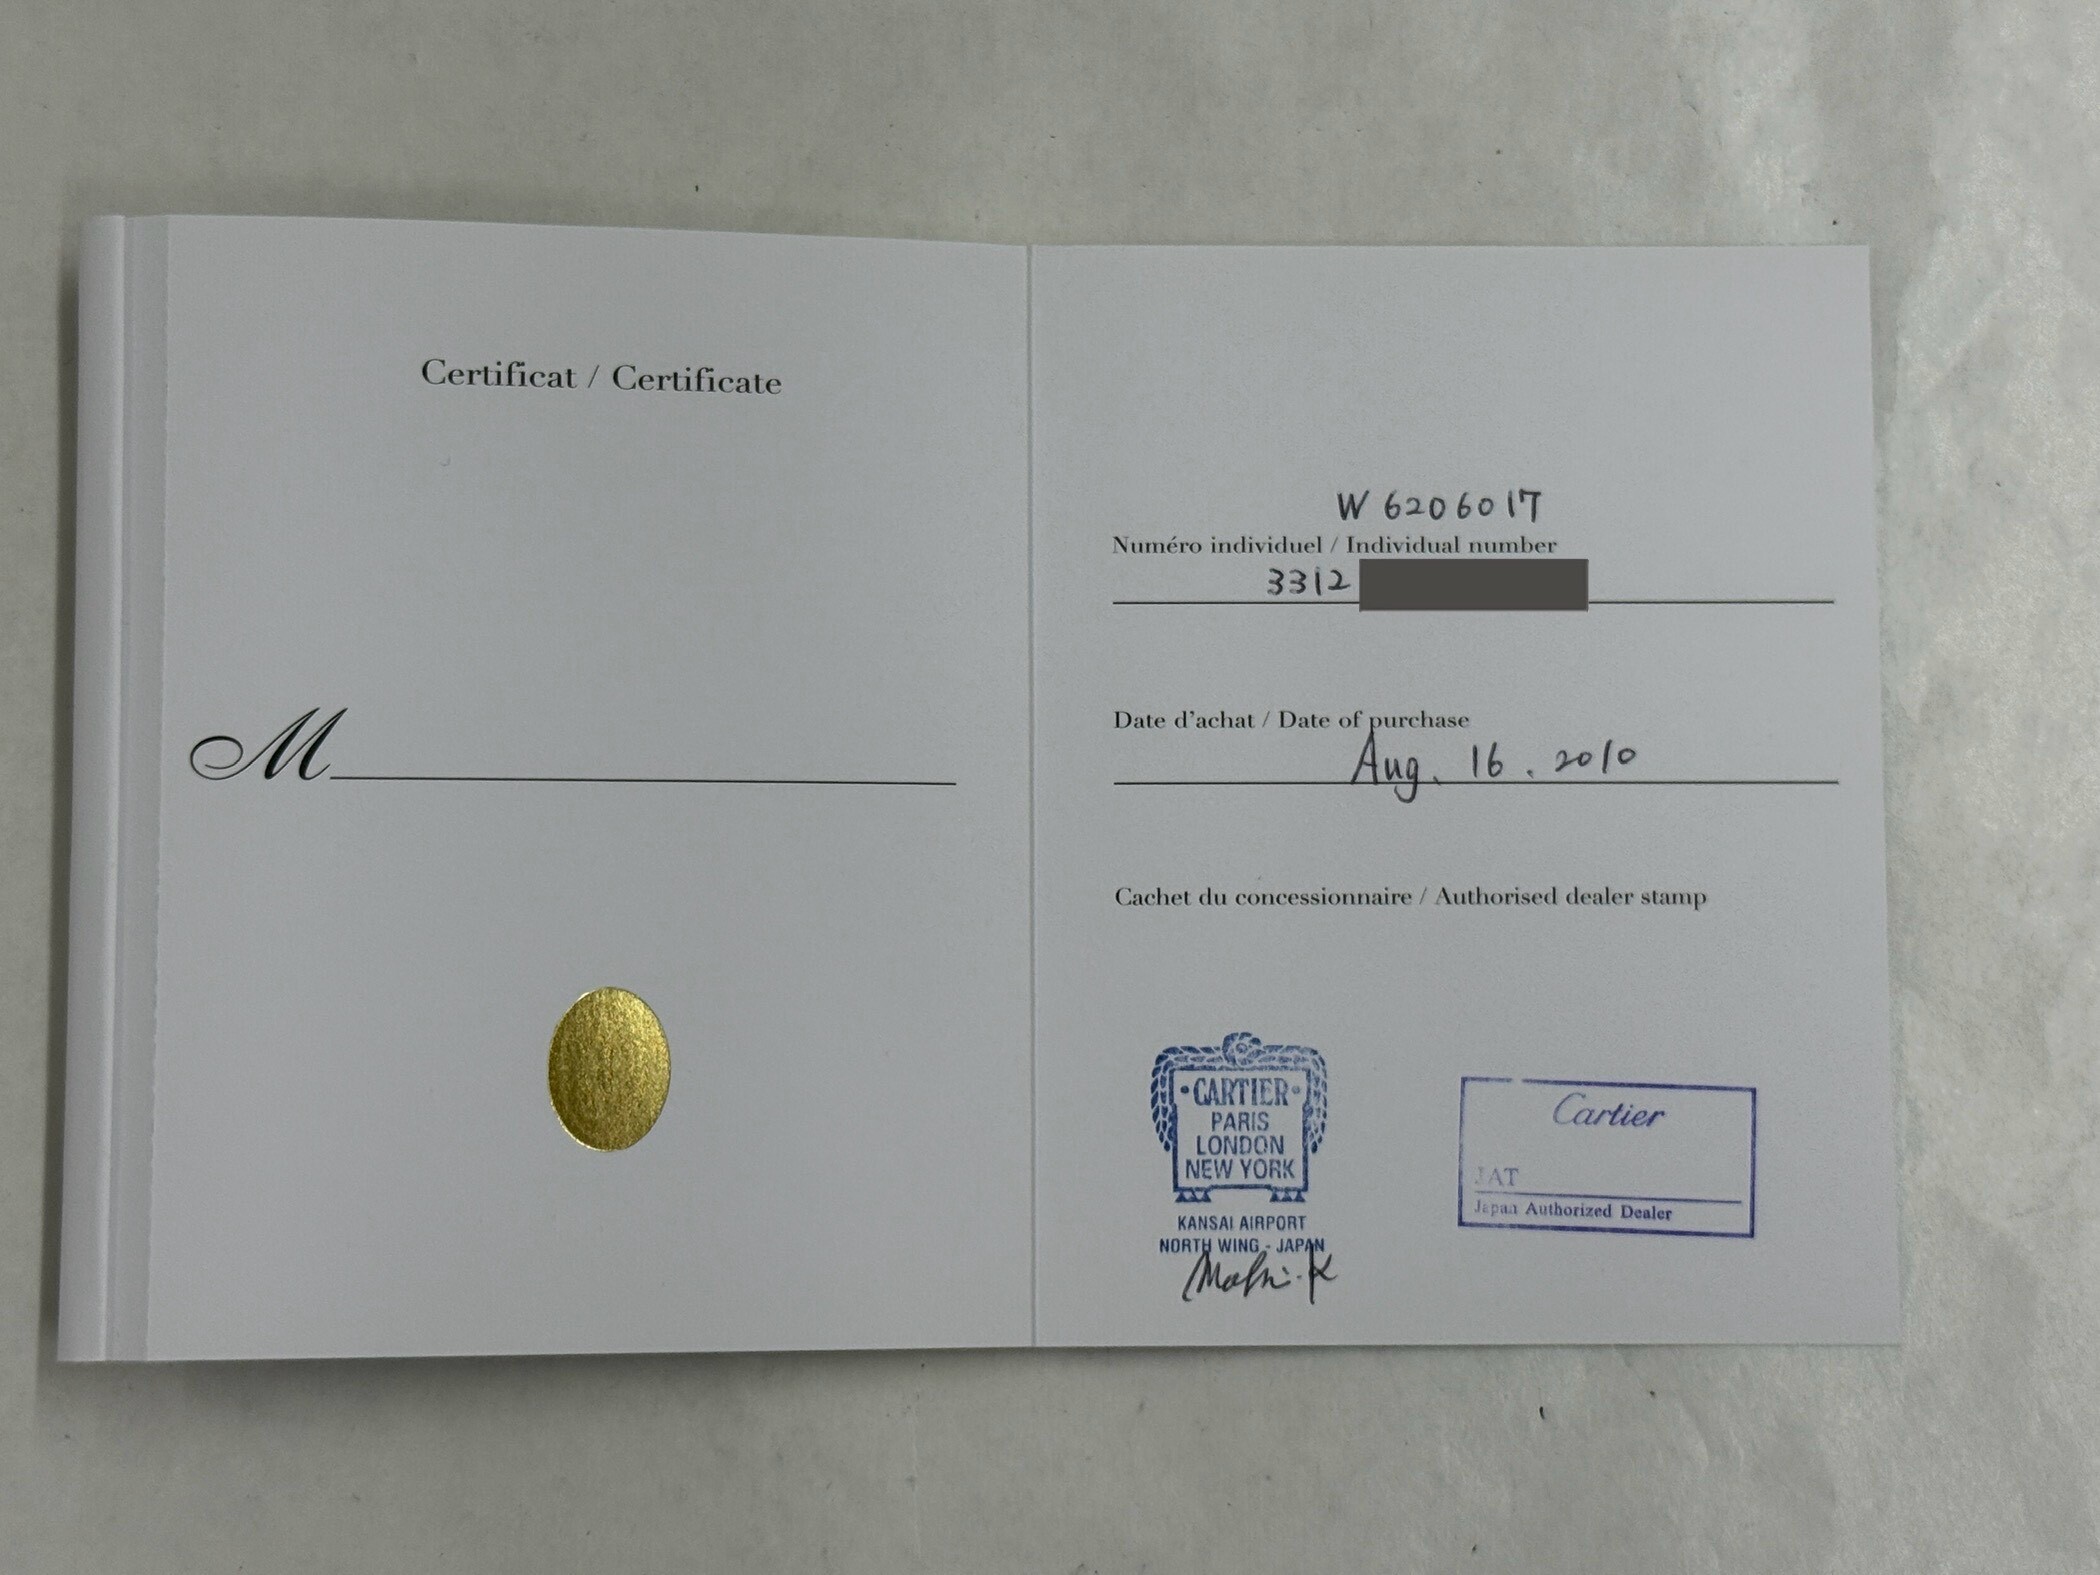 Certificat / Certificate
M
W6206017
Numéro individuel / Individual number
3312
Date d'achat / Date of purchase
Aug. 16. 2010
Cachet du concessionnaire / Authorised dealer stamp
·CARTIER·
PARIS
LONDON
NEW YORK
KANSAI AIRPORT
NORTH WING - JAPAN
Cartier
JAT
Japan Authorized Dealer